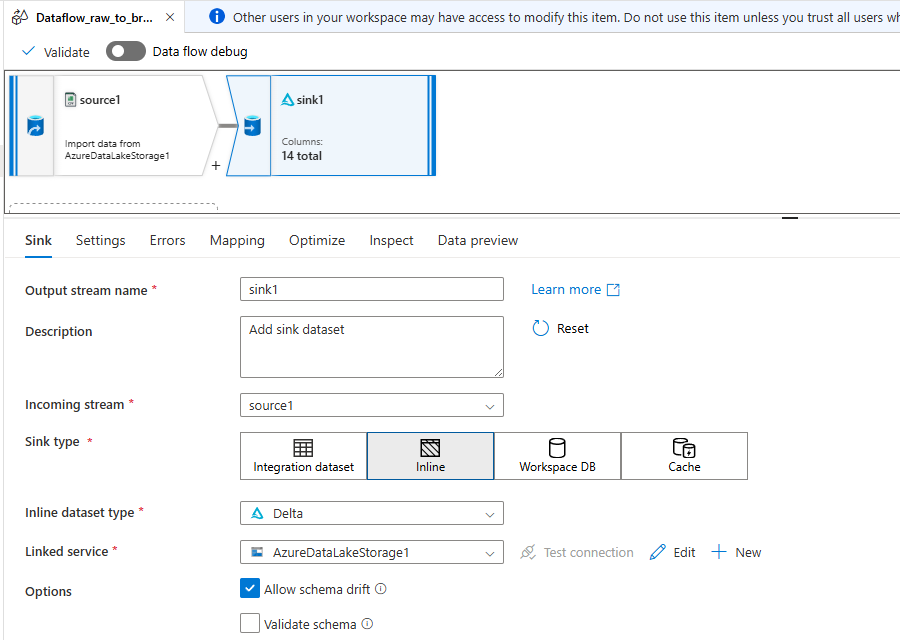 Dataflow_raw_to_br...
Other users in your workspace may have access to modify this item. Do not use this item unless you trust all users
Validate
Data flow debug
source1
Import data from
AzureDataLakeStorage1
+
sink1
Columns:
14 total
Sink
Settings
Errors
Mapping
Optimize
Inspect
Data preview
Output stream name *
sink1
Learn more
Description
Add sink dataset
Reset
Incoming stream *
source1
Sink type *
Integration dataset
Inline
Workspace DB
Cache
Inline dataset type *
Delta
Linked service *
AzureDataLakeStorage1
Test connection
Edit
New
Options
Allow schema drift
Validate schema